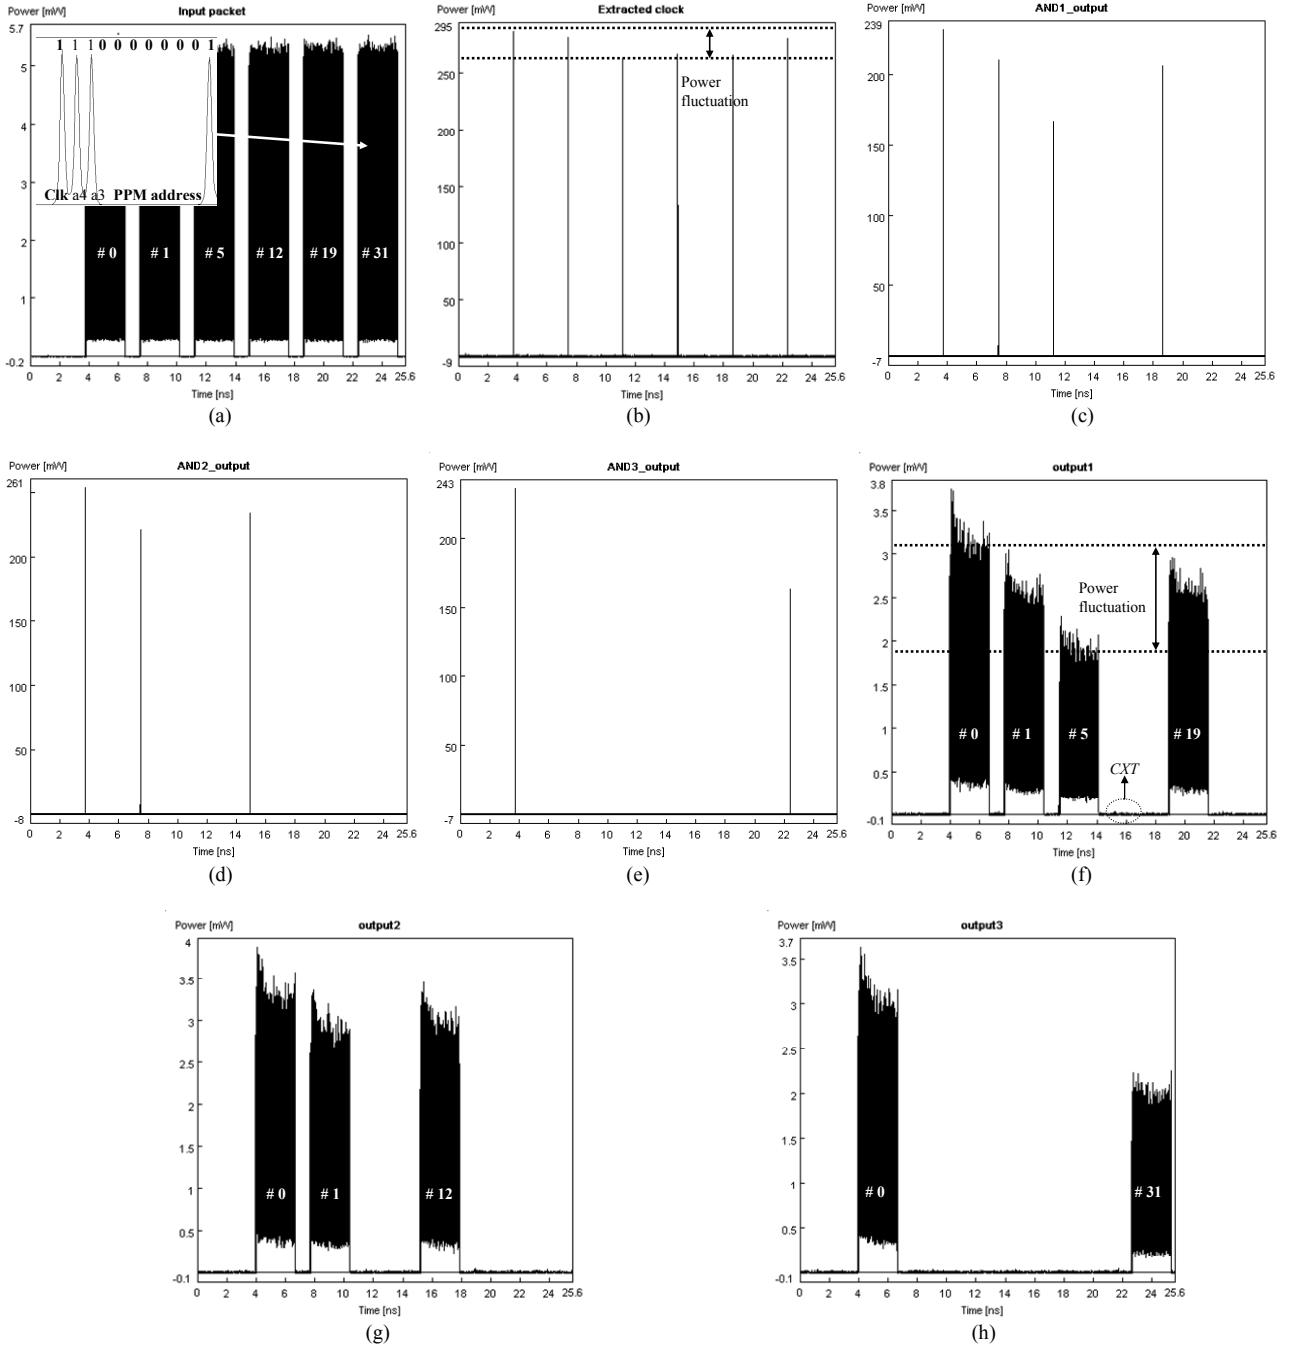 Power [mW] Input packet
5.7
1 1 1 0 0 0 0 0 0 0 1
5
4
3
Clk a4 a3 PPM address
2
# 0 # 1 # 5 # 12 # 19 # 31
1
-0.2
0 2 4 6 8 10 12 14 16 18 20 22 25.6
Time [ns]
(a)
Power [mW] Extracted clock
295
Power
fluctuation
250
200
150
100
50
-9
0 2 4 6 8 10 12 14 16 18 20 22 24 25.6
Time [ns]
(b)
Power [mW] AND1_output
239
200
150
100
50
-7
0 2 4 6 8 10 12 14 16 18 20 22 25.6
Time [ns]
(c)
Power [mW] AND2_output
261
200
150
100
50
-8
0 2 4 6 8 10 12 14 16 18 20 22 25.6
Time [ns]
(d)
Power [mW] AND3_output
243
200
150
100
50
-7
0 2 4 6 8 10 12 14 16 18 20 22 25.6
Time [ns]
(e)
Power [mW] output1
3.8
3.5
3
Power
fluctuation
2.5
2
1.5
1
# 0 # 1 # 5 # 19
CXT
0.5
-0.1
0 2 4 6 8 10 12 14 16 18 20 22 25.6
Time [ns]
(f)
Power [mW] output2
4
3.5
3
2.5
2
1.5
1
# 0 # 1 # 12
0.5
-0.1
0 2 4 6 8 10 12 14 16 18 20 22 25.6
Time [ns]
(g)
Power [mW] output3
3.7
3.5
3
2.5
2
1.5
1
# 0 # 31
0.5
-0.1
0 2 4 6 8 10 12 14 16 18 20 22 24 25.6
Time [ns]
(h)